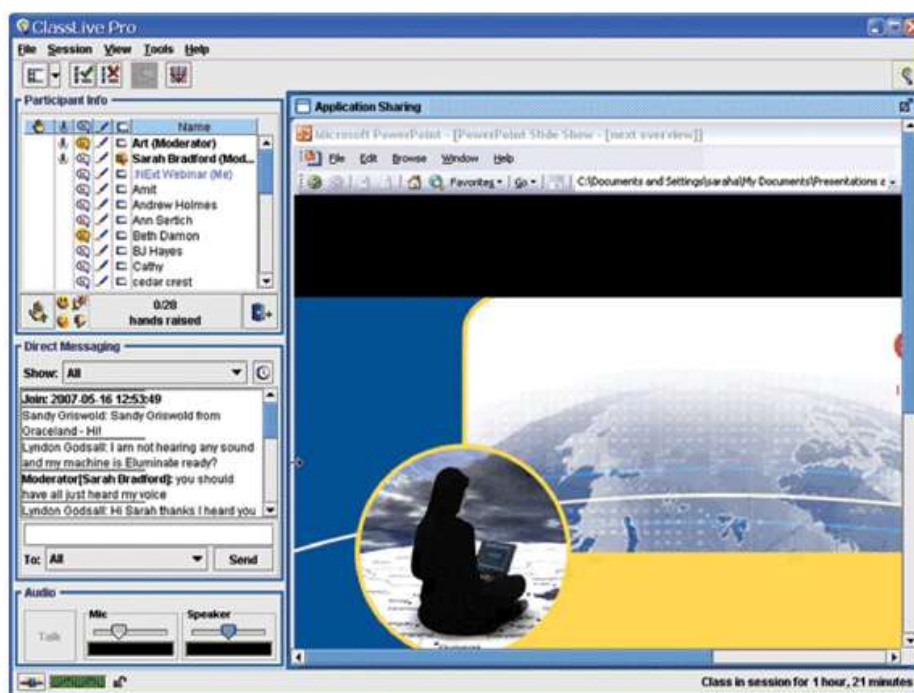 ClassLive Pro
File Session View Tools Help
Participant Info
Name
Art (Moderator)
Sarah Bradford (Mod...
:NExt Webinar (Me)
Amit
Andrew Holmes
Ann Sertich
Beth Damon
BJ Hayes
Cathy
cedar crest
0/28
hands raised
Direct Messaging
Show: All
Join: 2007-05-16 12:53:49
Sandy Griswold: Sandy Griswold from
Graceland - Hi!
Lyndon Godsall: I am not hearing any sound
and my machine is Eluminate ready?
Moderator[Sarah Bradford]: you should
have all just heard my voice
Lyndon Godsall: Hi Sarah thanks I heard you
To: All Send
Audio
Talk Mic Speaker
Application Sharing
Microsoft PowerPoint - [PowerPoint Slide Show - [next overview]]
File Edit Browse Window Help
Favorites Go C:\Documents and Settings\saraha\My Documents\Presentations a
Class in session for 1 hour, 21 minutes